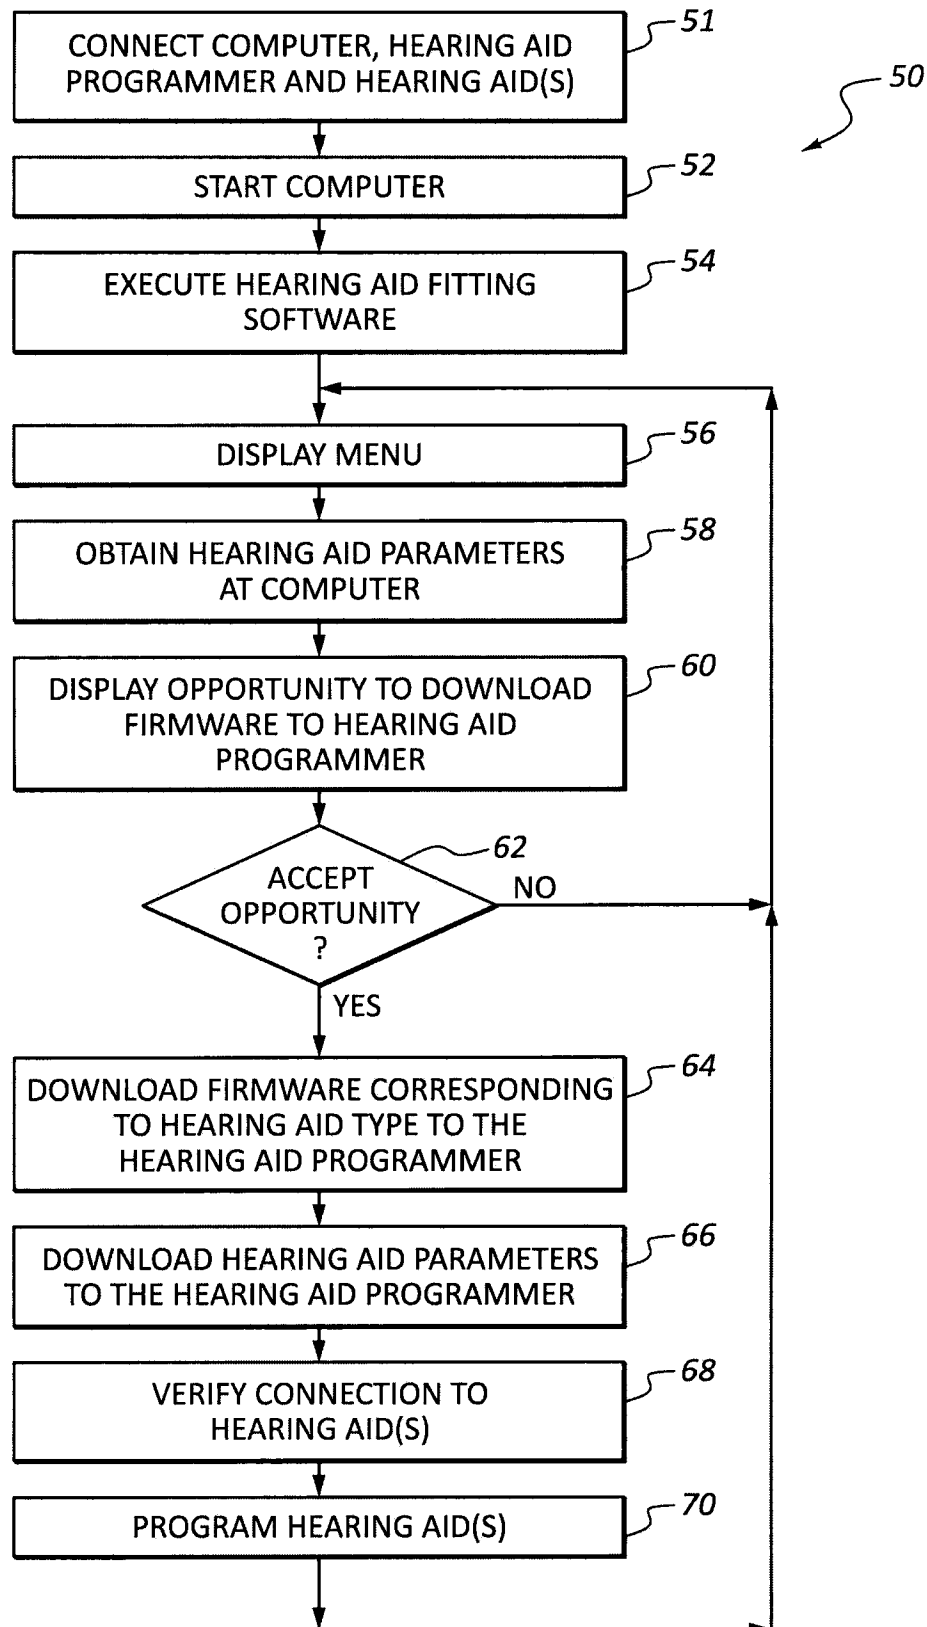 CONNECT COMPUTER, HEARING AID
PROGRAMMER AND HEARING AID(S)
51
50
START COMPUTER
52
EXECUTE HEARING AID FITTING
SOFTWARE
54
DISPLAY MENU
56
OBTAIN HEARING AID PARAMETERS
AT COMPUTER
58
DISPLAY OPPORTUNITY TO DOWNLOAD
FIRMWARE TO HEARING AID
PROGRAMMER
60
ACCEPT
OPPORTUNITY
?
62
NO
YES
DOWNLOAD FIRMWARE CORRESPONDING
TO HEARING AID TYPE TO THE
HEARING AID PROGRAMMER
64
DOWNLOAD HEARING AID PARAMETERS
TO THE HEARING AID PROGRAMMER
66
VERIFY CONNECTION TO
HEARING AID(S)
68
PROGRAM HEARING AID(S)
70